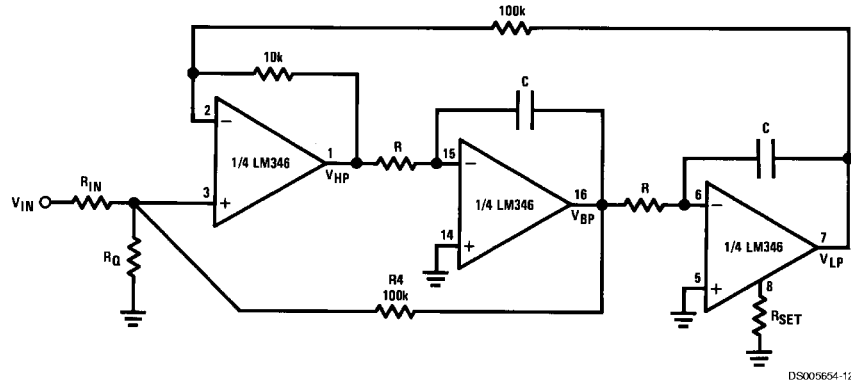 100k
10k
C
2
−
1/4 LM346
1
V_HP
R
15
−
C
V_IN
R_IN
3
+
1/4 LM346
16
V_BP
R
6
−
14
+
1/4 LM346
7
V_LP
R_Q
R4
100k
5
+
8
R_SET
DS005654-12